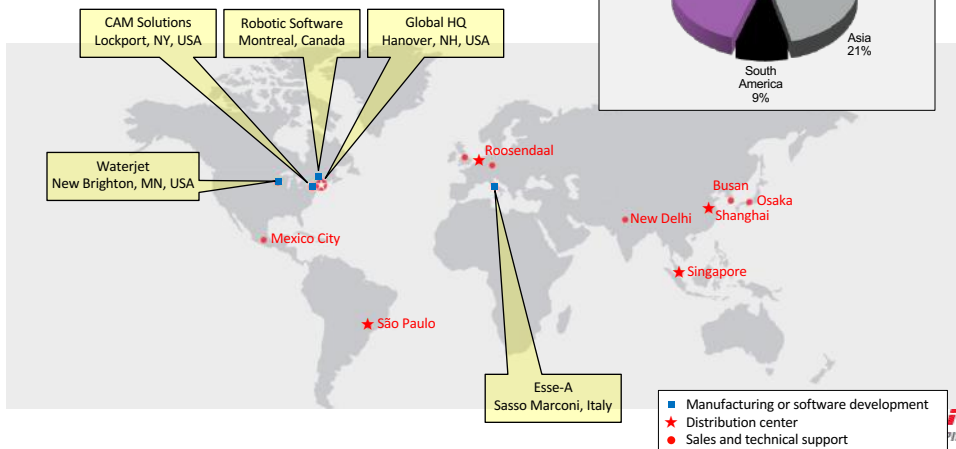 CAM Solutions
Lockport, NY, USA
Robotic Software
Montreal, Canada
Global HQ
Hanover, NH, USA
Asia
21%
South
America
9%
Waterjet
New Brighton, MN, USA
Roosendaal
Busan
Osaka
New Delhi
Shanghai
Mexico City
Singapore
São Paulo
Esse-A
Sasso Marconi, Italy
Manufacturing or software development
Distribution center
Sales and technical support